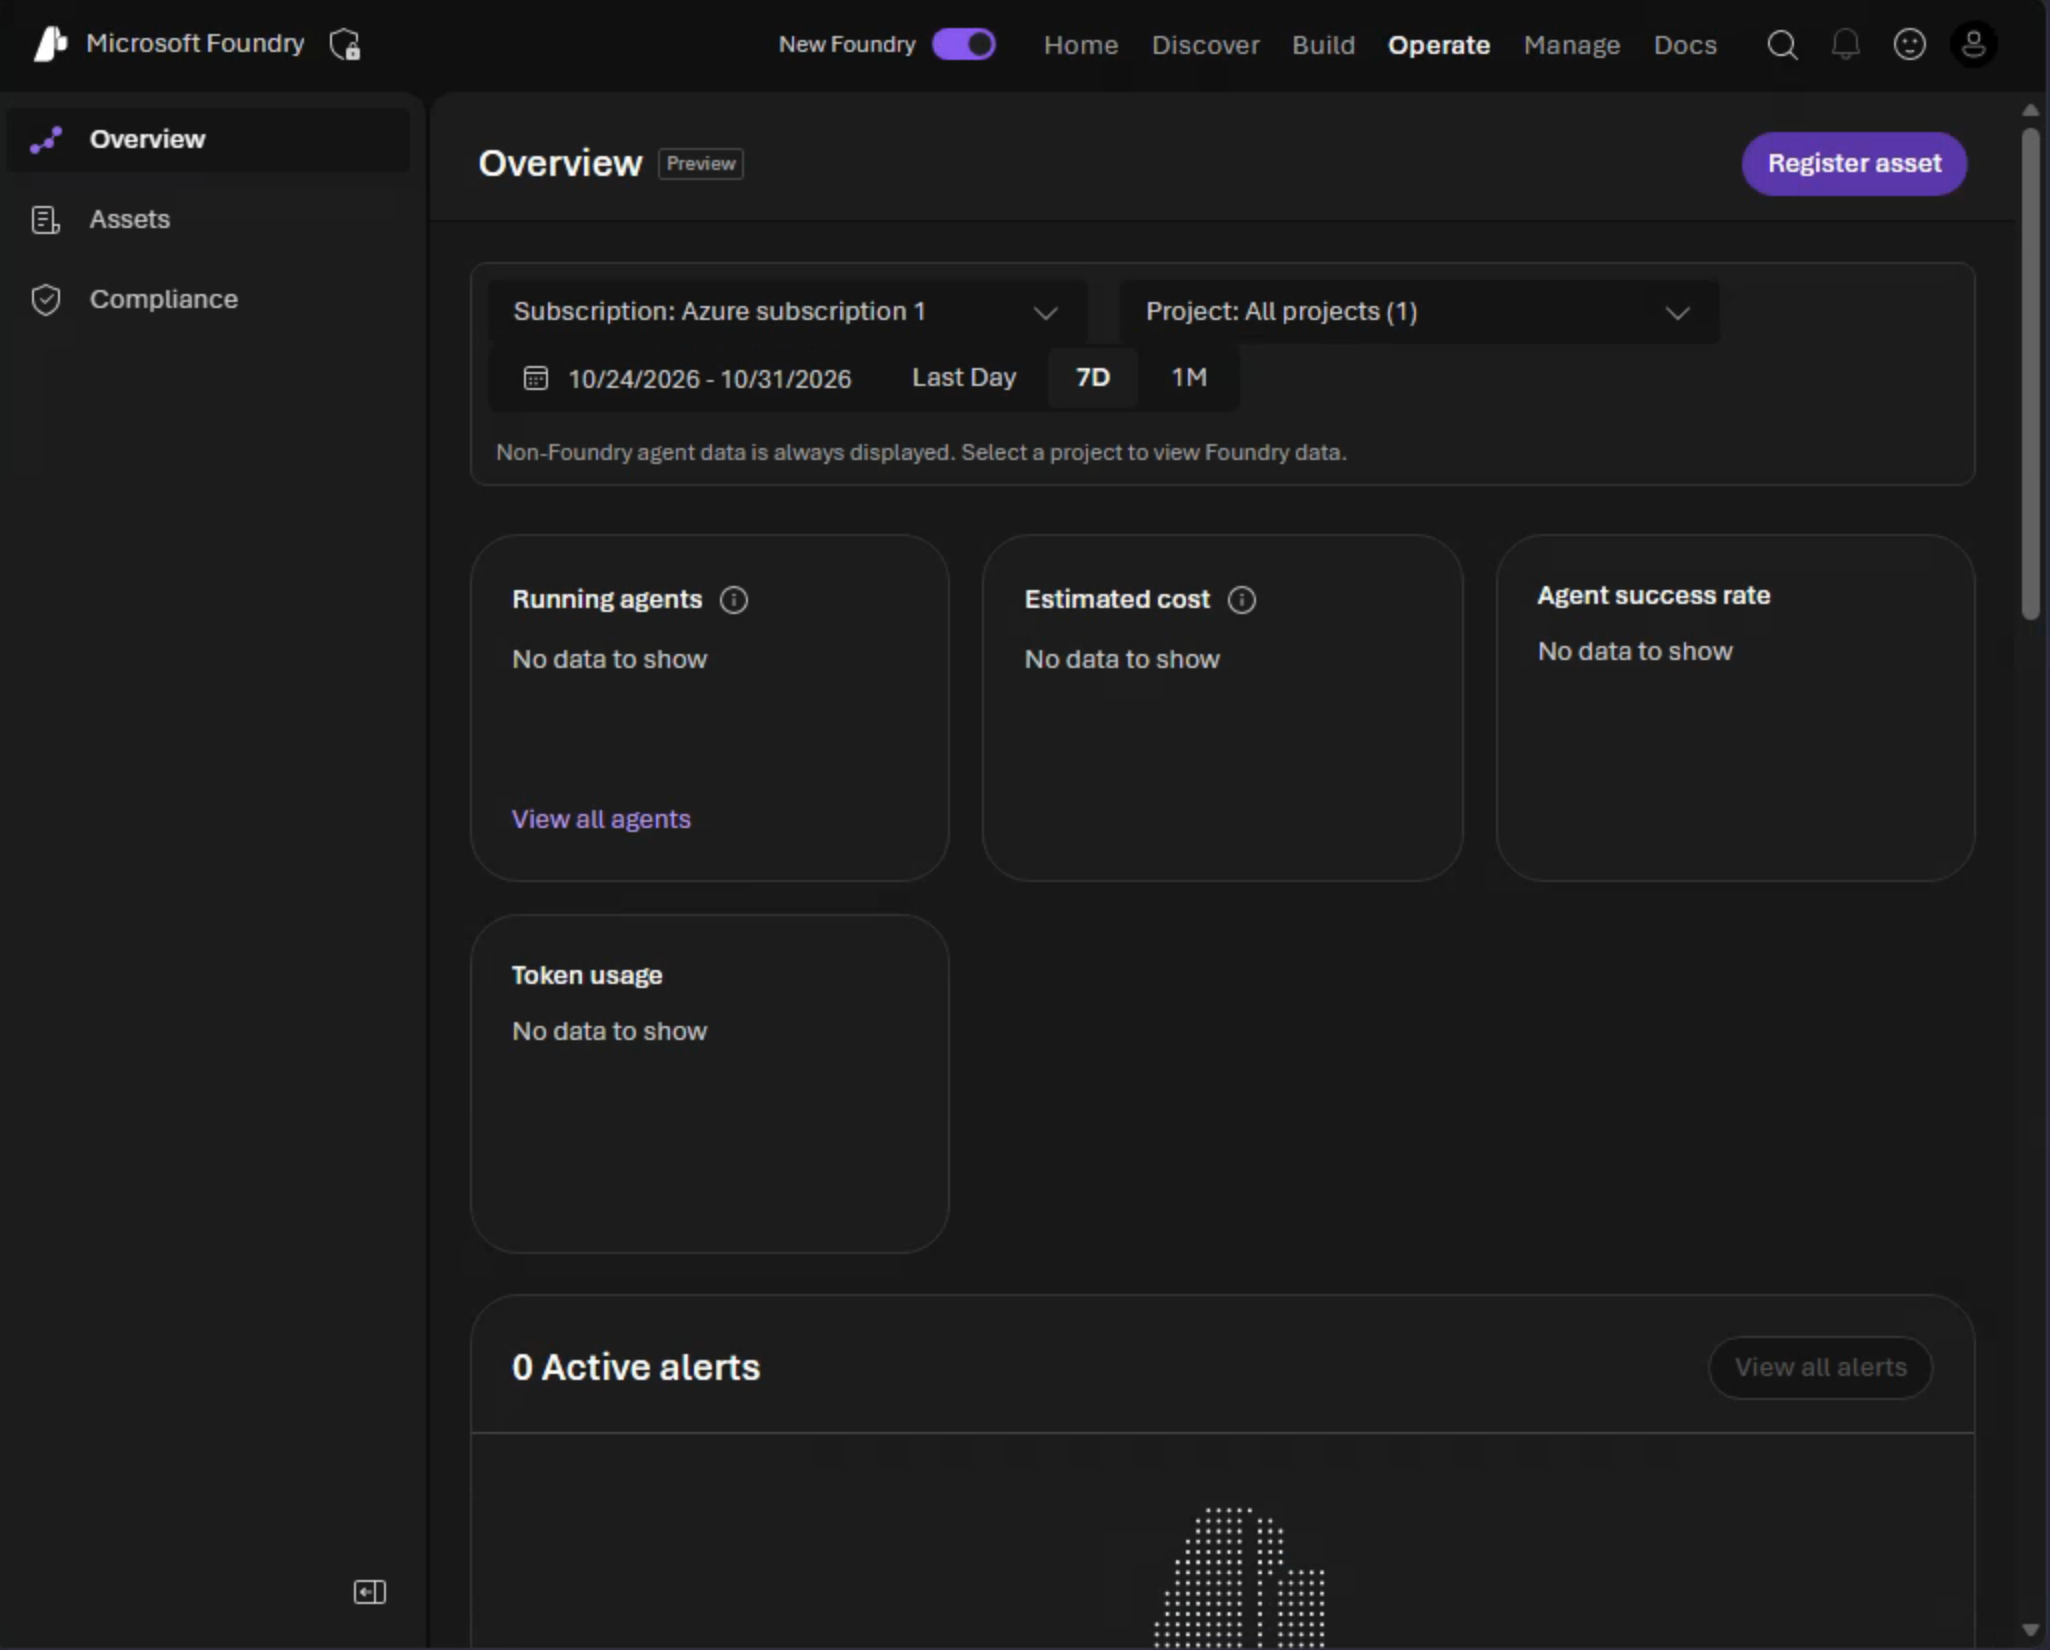 Microsoft Foundry
New Foundry
Home
Discover
Build
Operate
Manage
Docs
Overview
Assets
Compliance
Overview
Preview
Register asset
Subscription: Azure subscription 1
Project: All projects (1)
10/24/2026 - 10/31/2026
Last Day
7D
1M
Non-Foundry agent data is always displayed. Select a project to view Foundry data.
Running agents
No data to show
View all agents
Estimated cost
No data to show
Agent success rate
No data to show
Token usage
No data to show
0 Active alerts
View all alerts